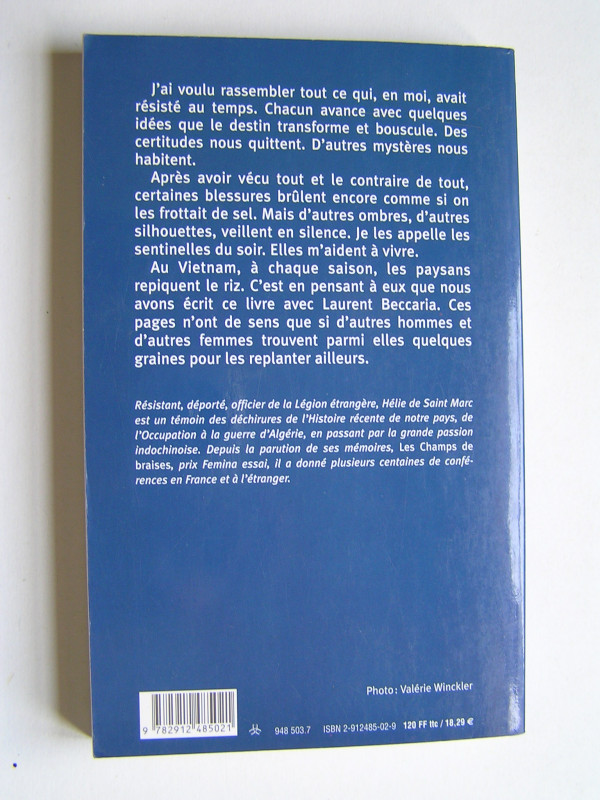 J'ai voulu rassembler tout ce qui, en moi, avait
résisté au temps. Chacun avance avec quelques
idées que le destin transforme et bouscule. Des
certitudes nous quittent. D'autres mystères nous
habitent.
Après avoir vécu tout et le contraire de tout,
certaines blessures brûlent encore comme si on
les frottait de sel. Mais d'autres ombres, d'autres
silhouettes, veillent en silence. Je les appelle les
sentinelles du soir. Elles m'aident à vivre.
Au Vietnam, à chaque saison, les paysans
repiquent le riz. C'est en pensant à eux que nous
avons écrit ce livre avec Laurent Beccaria. Ces
pages n'ont de sens que si d'autres hommes et
d'autres femmes trouvent parmi elles quelques
graines pour les replanter ailleurs.
Résistant, déporté, officier de la Légion étrangère, Hélie de Saint Marc
est un témoin des déchirures de l'Histoire récente de notre pays, de
l'Occupation à la guerre d'Algérie, en passant par la grande passion
indochinoise. Depuis la parution de ses mémoires, Les Champs de
braises, prix Femina essai, il a donné plusieurs centaines de confé-
rences en France et à l'étranger.
Photo : Valérie Winckler
9 782912 485021
948 503.7 ISBN 2-912485-02-9 120 FF ttc / 18,29 €